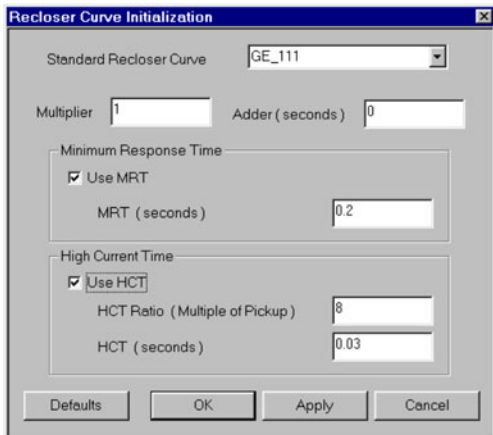 Recloser Curve Initialization
Standard Recloser Curve GE_111
Multiplier 1 Adder ( seconds ) 0
Minimum Response Time
Use MRT
MRT ( seconds ) 0.2
High Current Time
Use HCT
HCT Ratio ( Multiple of Pickup ) 8
HCT ( seconds ) 0.03
Defaults OK Apply Cancel